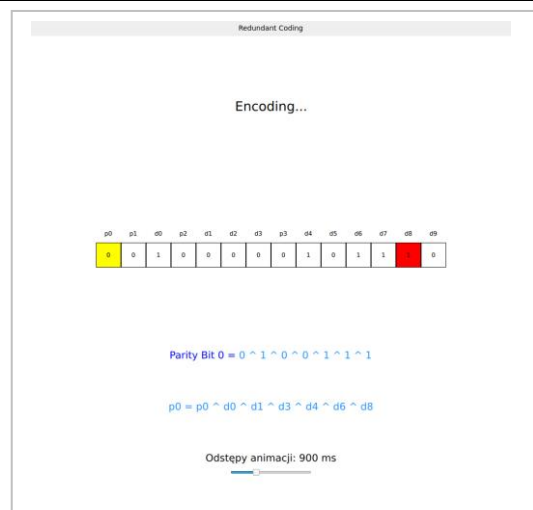 Redundant Coding
Encoding...
p0 p1 d0 p2 d1 d2 d3 p3 d4 d5 d6 d7 d8 d9
0 0 1 0 0 0 0 0 1 0 1 1 1 0
Parity Bit 0 = 0 ^ 1 ^ 0 ^ 0 ^ 1 ^ 1 ^ 1
p0 = p0 ^ d0 ^ d1 ^ d3 ^ d4 ^ d6 ^ d8
Odstępy animacji: 900 ms